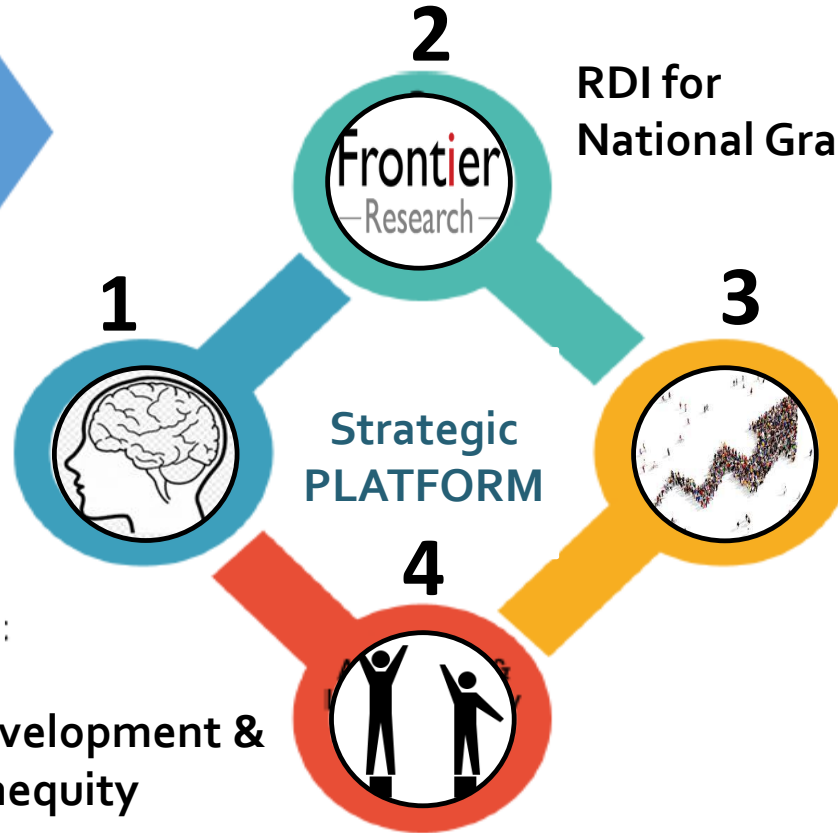 2
RDI for
National Gra
Frontier
Research
1
3
Strategic
PLATFORM
4
:
&
velopment &
nequity